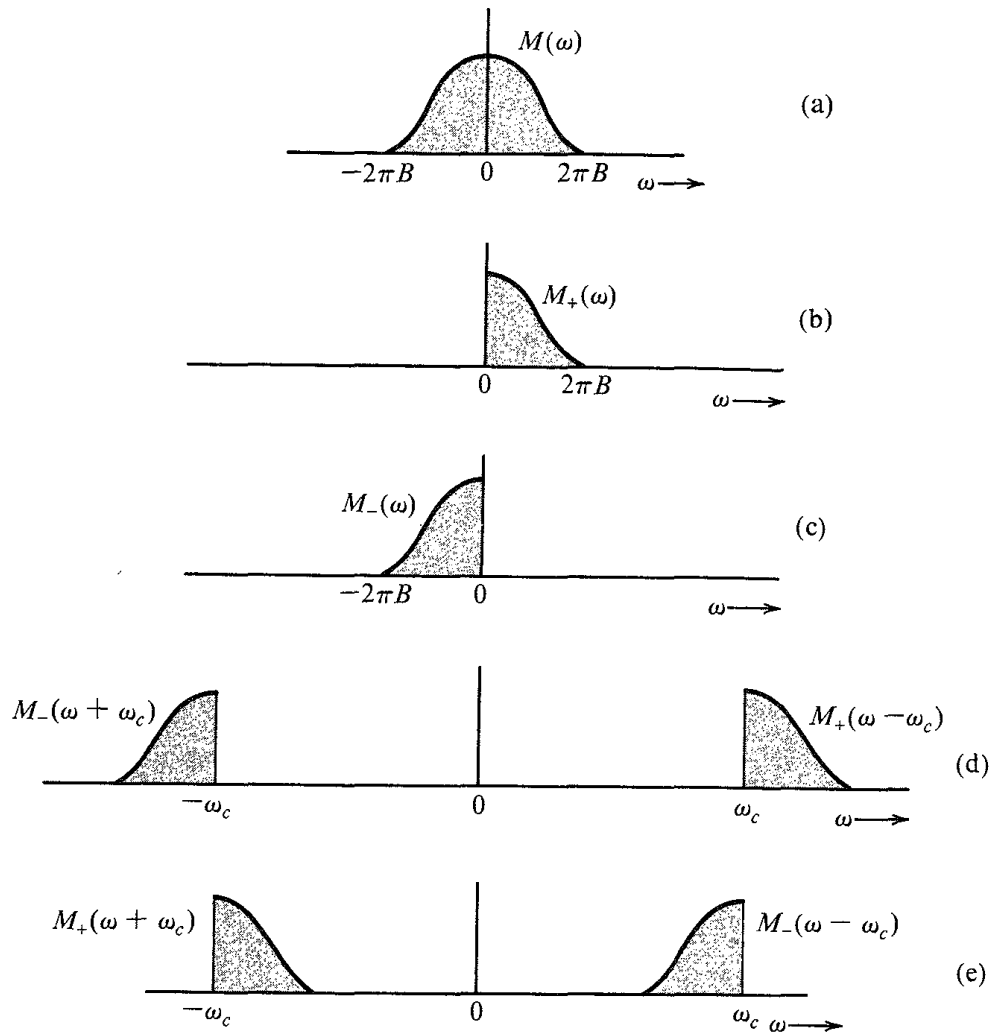 M(ω)
(a)
−2πB 0 2πB ω→
M₊(ω)
(b)
0 2πB
ω→
M₋(ω)
(c)
−2πB 0
ω→
M₋(ω + ω_c) M₊(ω − ω_c)
(d)
−ω_c 0 ω_c ω→
M₊(ω + ω_c) M₋(ω − ω_c)
(e)
−ω_c 0 ω_c ω→